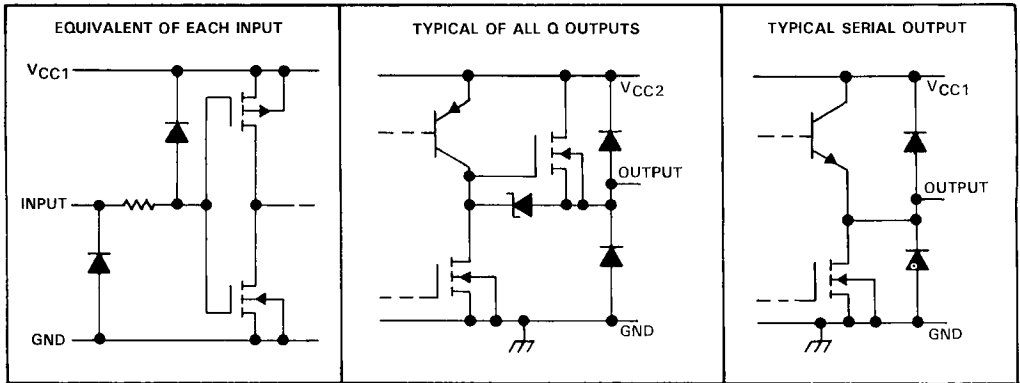 EQUIVALENT OF EACH INPUT
VCC1
INPUT
GND
TYPICAL OF ALL Q OUTPUTS
VCC2
OUTPUT
GND
TYPICAL SERIAL OUTPUT
VCC1
OUTPUT
GND